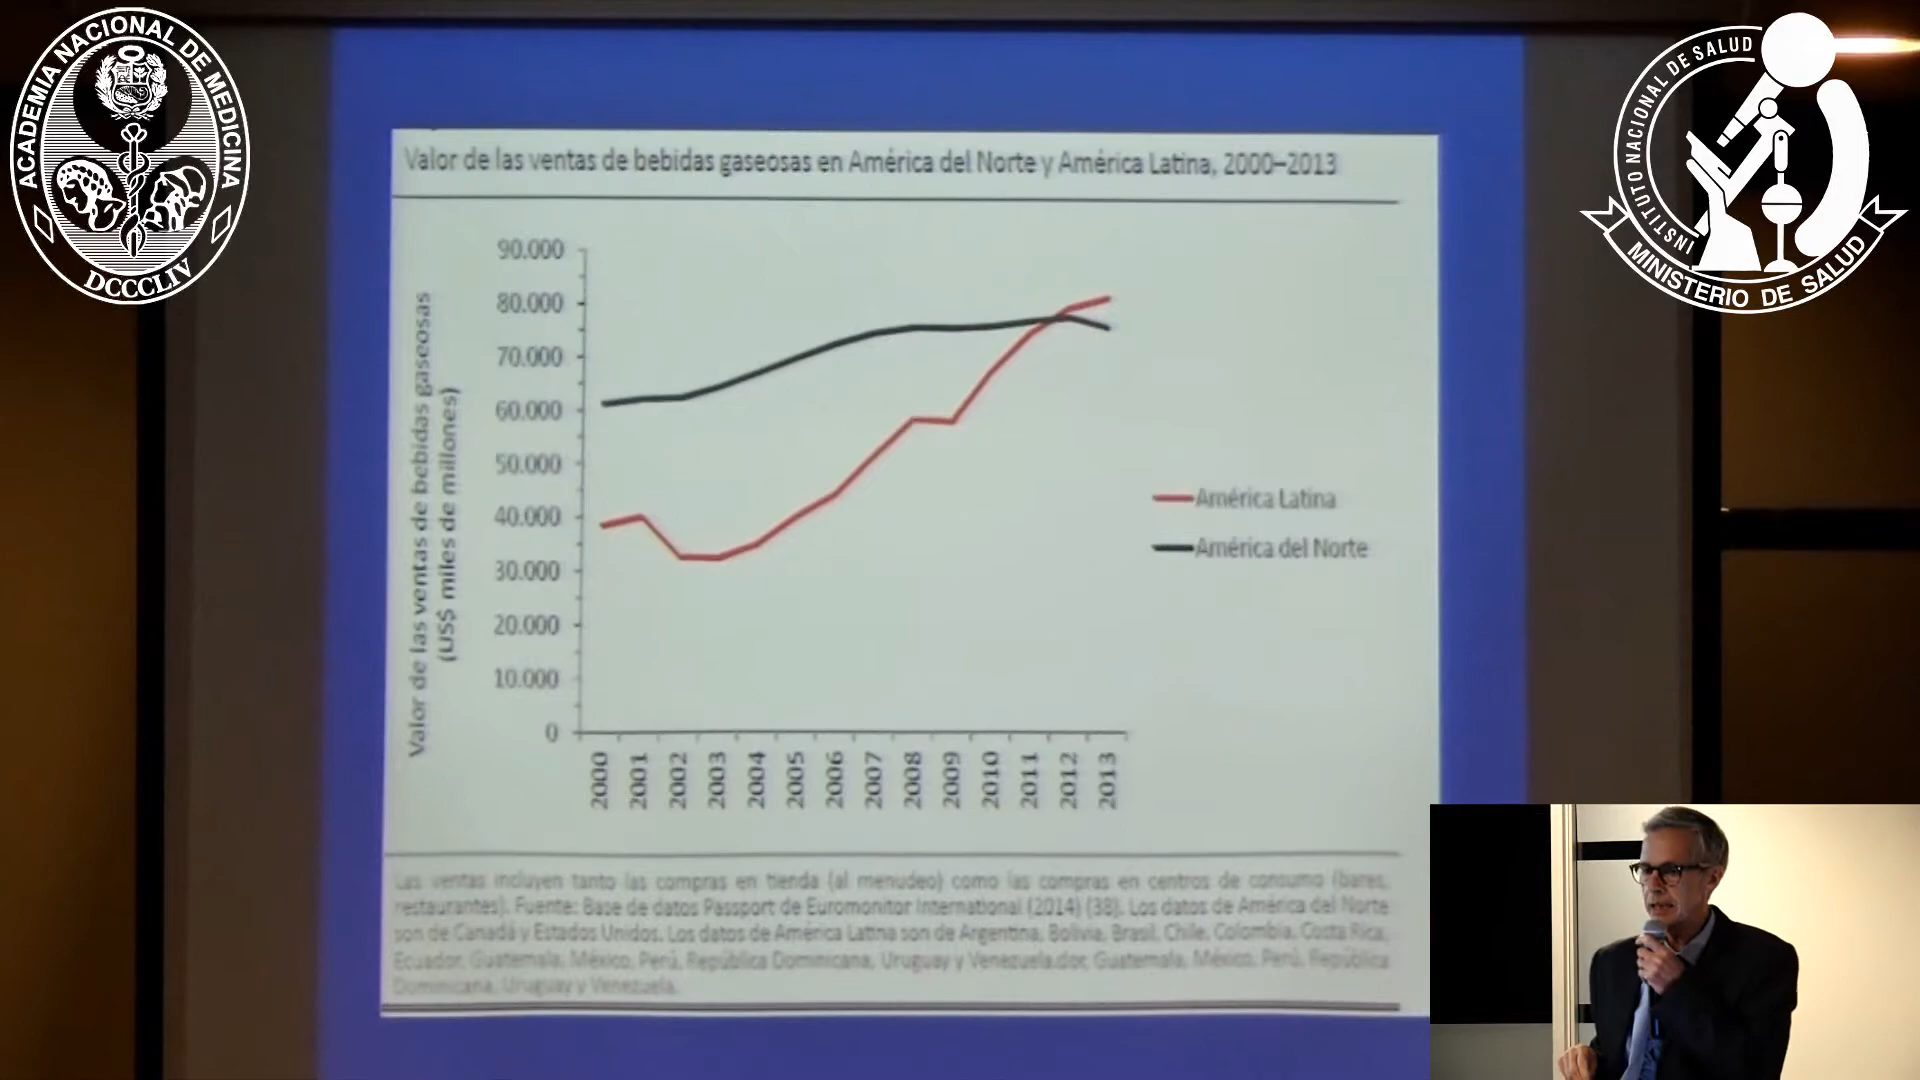 ACADEMIA NACIONAL DE MEDICINA
DCCCLIV
INSTITUTO NACIONAL DE SALUD
MINISTERIO DE SALUD
Valor de las ventas de bebidas gaseosas en América del Norte y América Latina, 2000–2013
Valor de las ventas de bebidas gaseosas
(US$ miles de millones)
90.000
80.000
70.000
60.000
50.000
40.000
30.000
20.000
10.000
0
2000 2001 2002 2003 2004 2005 2006 2007 2008 2009 2010 2011 2012 2013
América Latina
América del Norte
Las ventas incluyen tanto las compras en tienda (al menudeo) como las compras en centros de consumo (bares,
restaurantes). Fuente: Base de datos Passport de Euromonitor International (2014) (38). Los datos de América del Norte
son de Canadá y Estados Unidos. Los datos de América Latina son de Argentina, Bolivia, Brasil, Chile, Colombia, Costa Rica,
Ecuador, Guatemala, México, Perú, República Dominicana, Uruguay y Venezuela.dor, Guatemala, México, Perú, República
Dominicana, Uruguay y Venezuela.